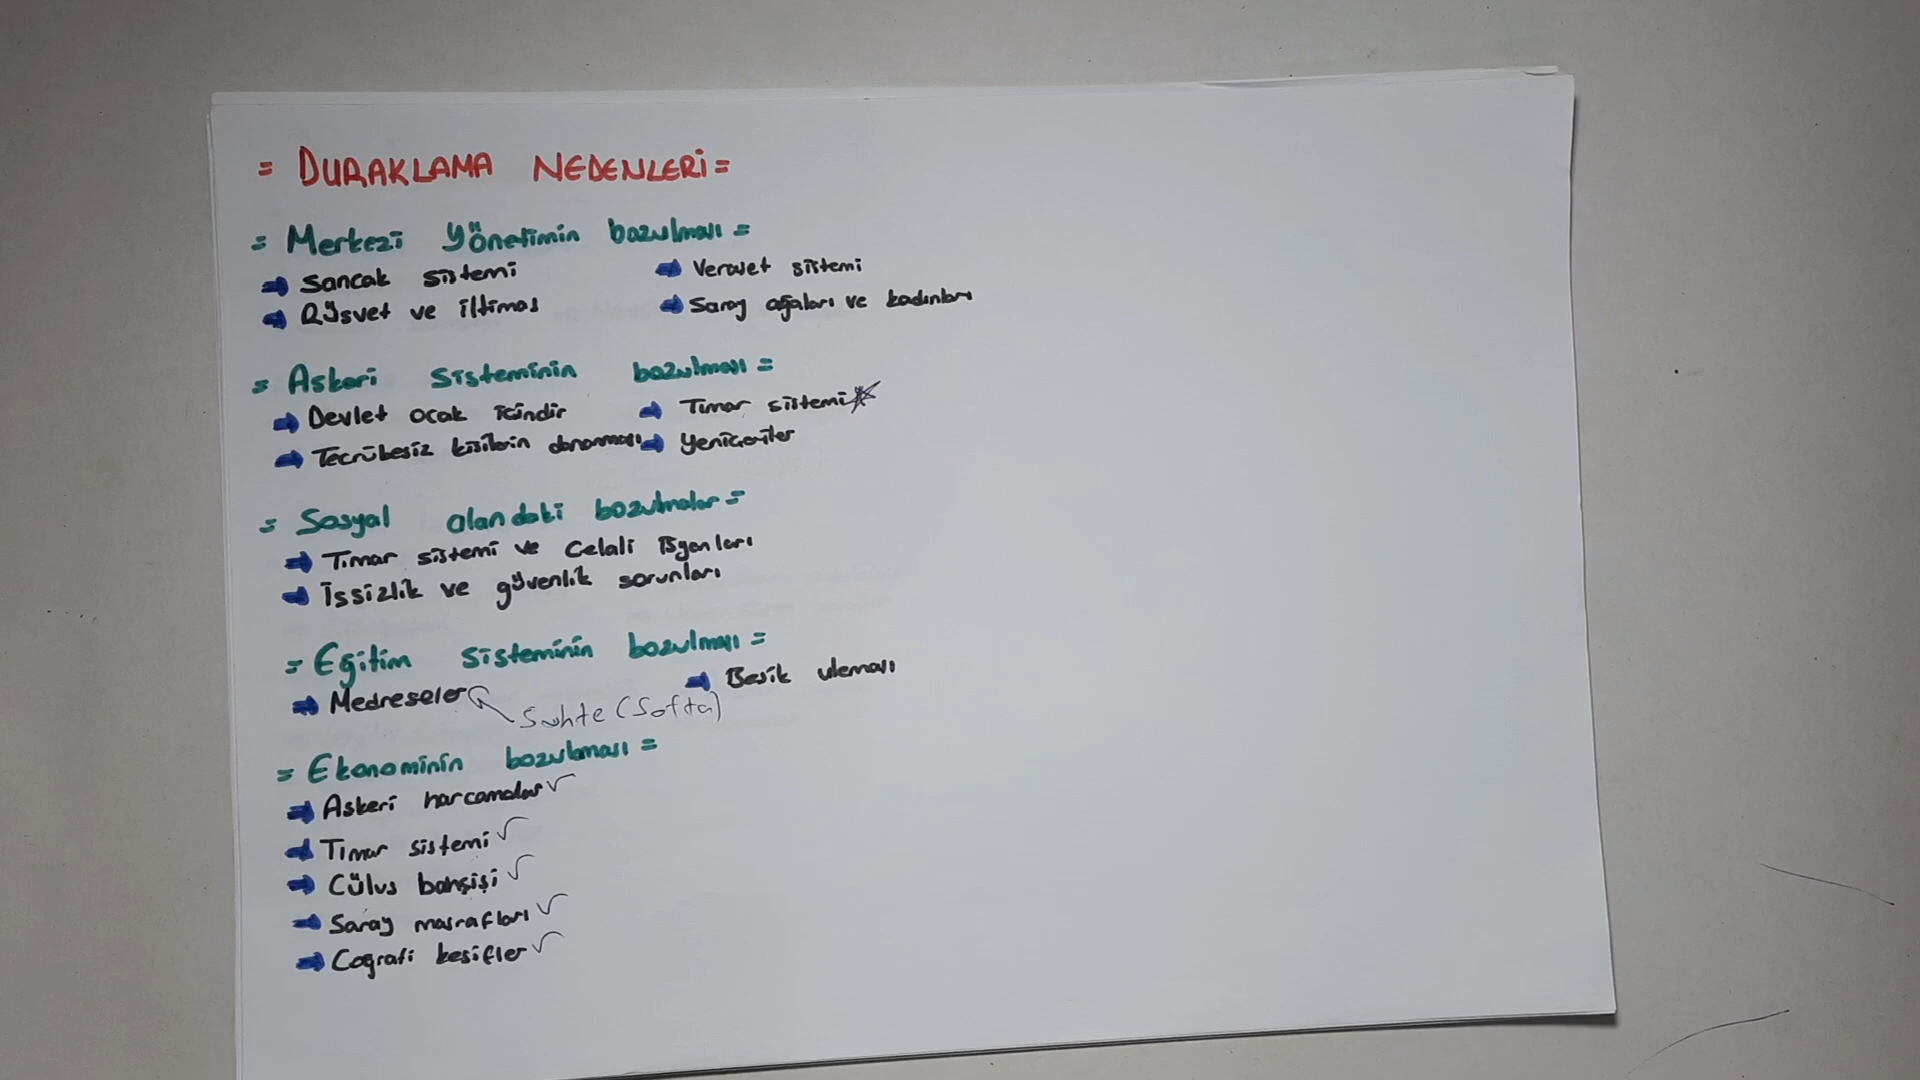 = DURAKLAMA NEDENLERİ =
= Merkezi Yönetimin bozulması =
Sancak sistemi
Veraset sistemi
Rüşvet ve iltimas
Saray ağaları ve kadınları
= Askeri sisteminin bozulması =
Devlet ocak içindir
Tımar sistemi
Tecrübesiz kişilerin donanması
Yeniçeriler
= Sosyal alandaki bozulmalar =
Tımar sistemi ve Celali isyanları
İşsizlik ve güvenlik sorunları
= Eğitim sisteminin bozulması =
Medreseler
Beşik uleması
Suhte (Softa)
= Ekonominin bozulması =
Askeri harcamalar ✓
Tımar sistemi ✓
Cülus bahşişi ✓
Saray masrafları ✓
Coğrafi keşifler ✓